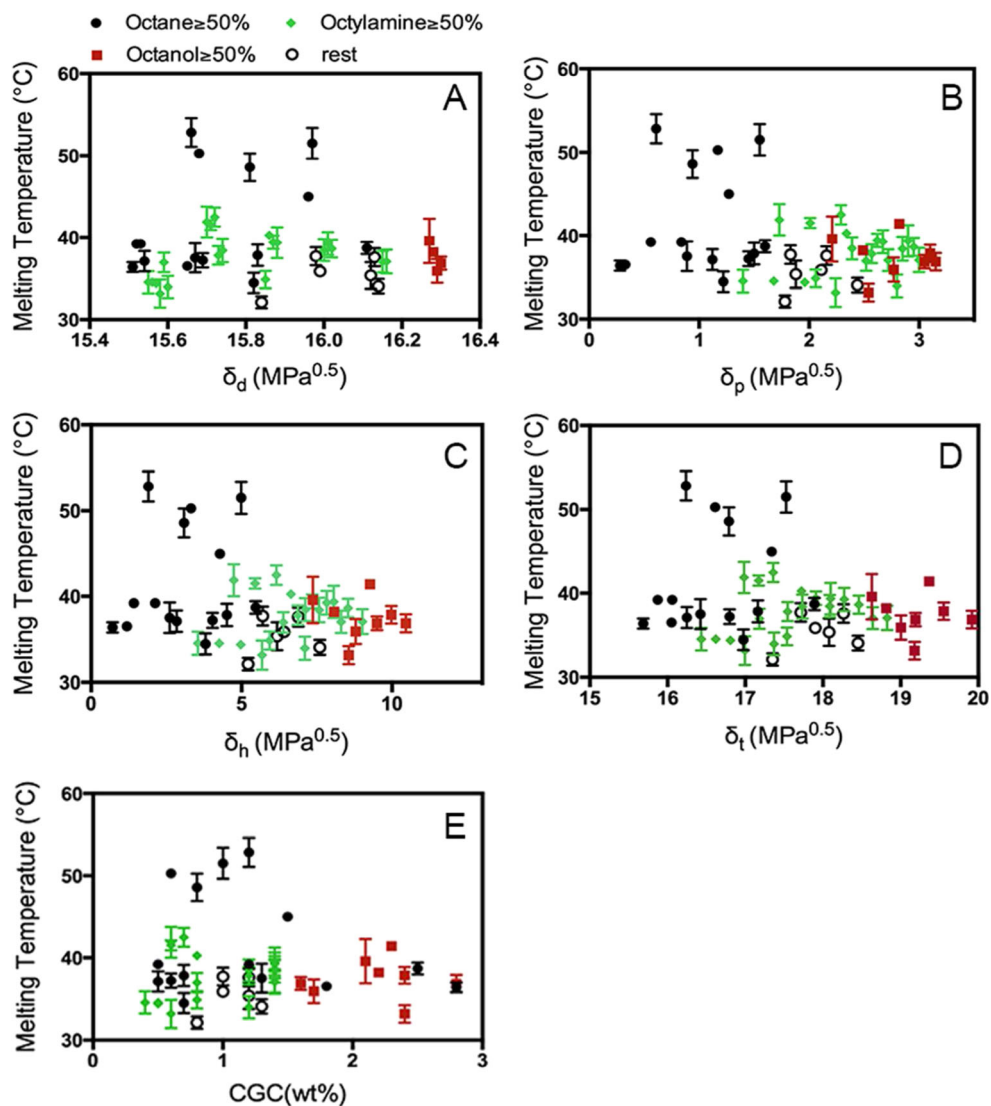 Octane≥50% Octylamine≥50%
Octanol≥50% rest
A
Melting Temperature (°C)
60
50
40
30
15.4 15.6 15.8 16.0 16.2 16.4
δd (MPa0.5)
B
Melting Temperature (°C)
60
50
40
30
0 1 2 3
δp (MPa0.5)
C
Melting Temperature (°C)
60
50
40
30
0 5 10
δh (MPa0.5)
D
Melting Temperature (°C)
60
50
40
30
15 16 17 18 19 20
δt (MPa0.5)
E
Melting Temperature (°C)
60
50
40
30
0 1 2 3
CGC(wt%)